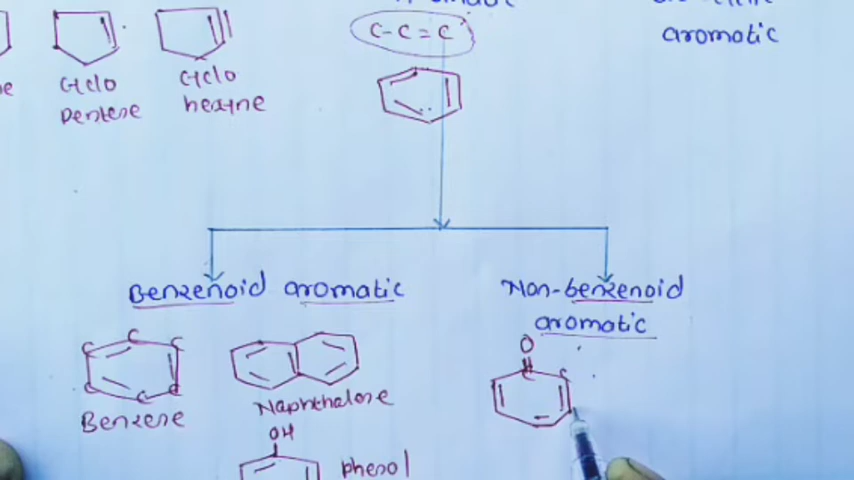 aromatic
C-C=C
Cyclo
Pentene
Cyclo
hexyne
Benzenoid aromatic
Non-benzenoid
aromatic
C C C
C C C
Benzene
Naphthalene
O
C C
OH
phenol